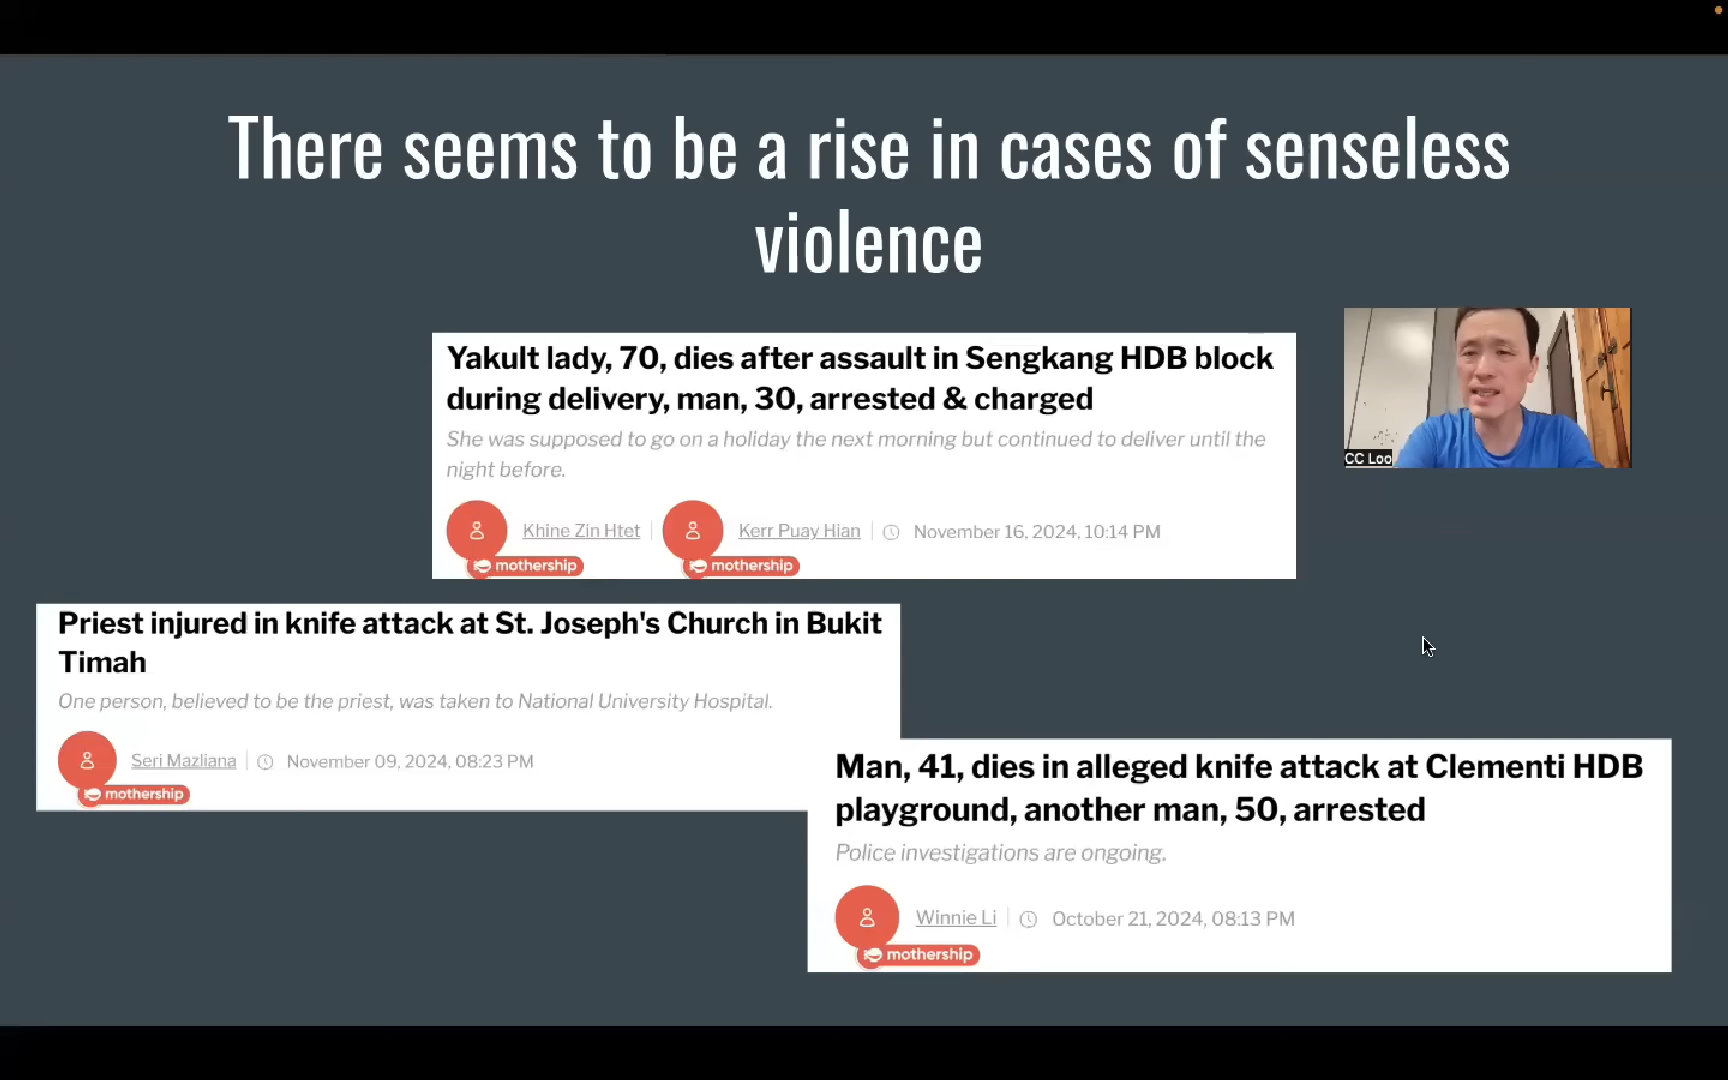 There seems to be a rise in cases of senseless
violence
Yakult lady, 70, dies after assault in Sengkang HDB block
during delivery, man, 30, arrested & charged
She was supposed to go on a holiday the next morning but continued to deliver until the
night before.
Khine Zin Htet Kerr Puay Hian November 16, 2024, 10:14 PM
mothership mothership
CC Loo
Priest injured in knife attack at St. Joseph's Church in Bukit
Timah
One person, believed to be the priest, was taken to National University Hospital.
Seri Mazliana November 09, 2024, 08:23 PM
mothership
Man, 41, dies in alleged knife attack at Clementi HDB
playground, another man, 50, arrested
Police investigations are ongoing.
Winnie Li October 21, 2024, 08:13 PM
mothership